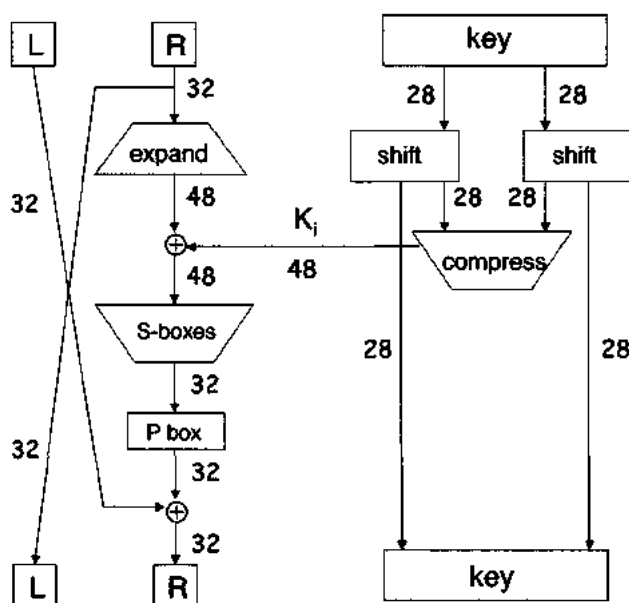 L R key
32 28 28
expand shift shift
32 48 28 28
Kᵢ
⊕ 48
48 compress
S-boxes
32 28 28
P box
32 32
⊕
32
L R key